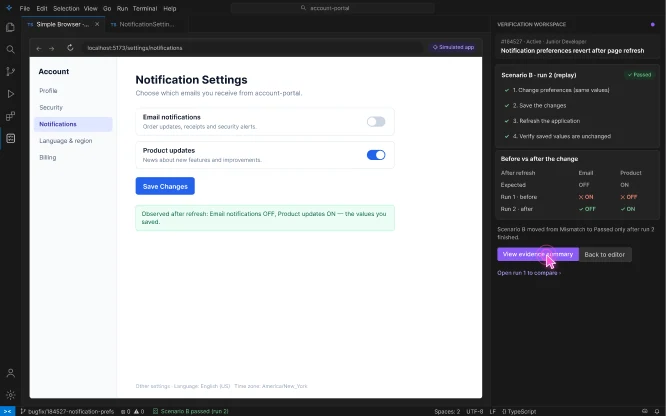 File Edit Selection View Go Run Terminal Help
account-portal
TS Simple Browser -... ×
TS NotificationSettin...
localhost:5173/settings/notifications
Simulated app
Account
Profile
Security
Notifications
Language & region
Billing
Notification Settings
Choose which emails you receive from account-portal.
Email notifications
Order updates, receipts and security alerts.
Product updates
News about new features and improvements.
Save Changes
Observed after refresh: Email notifications OFF, Product updates ON — the values you
saved.
Other settings · Language: English (US) · Time zone: America/New_York
VERIFICATION WORKSPACE
#184527 · Active · Junior Developer
Notification preferences revert after page refresh
Scenario B · run 2 (replay)
✓ Passed
✓ 1. Change preferences (same values)
✓ 2. Save the changes
✓ 3. Refresh the application
✓ 4. Verify saved values are unchanged
Before vs after the change
After refresh Email Product
Expected OFF ON
Run 1 · before ✕ ON ✕ OFF
Run 2 · after ✓ OFF ✓ ON
Scenario B moved from Mismatch to Passed only after run 2
finished.
View evidence summary
Back to editor
Open run 1 to compare ›
bugfix/184527-notification-prefs 0 0 Scenario B passed (run 2)
Spaces: 2 UTF-8 LF {} TypeScript